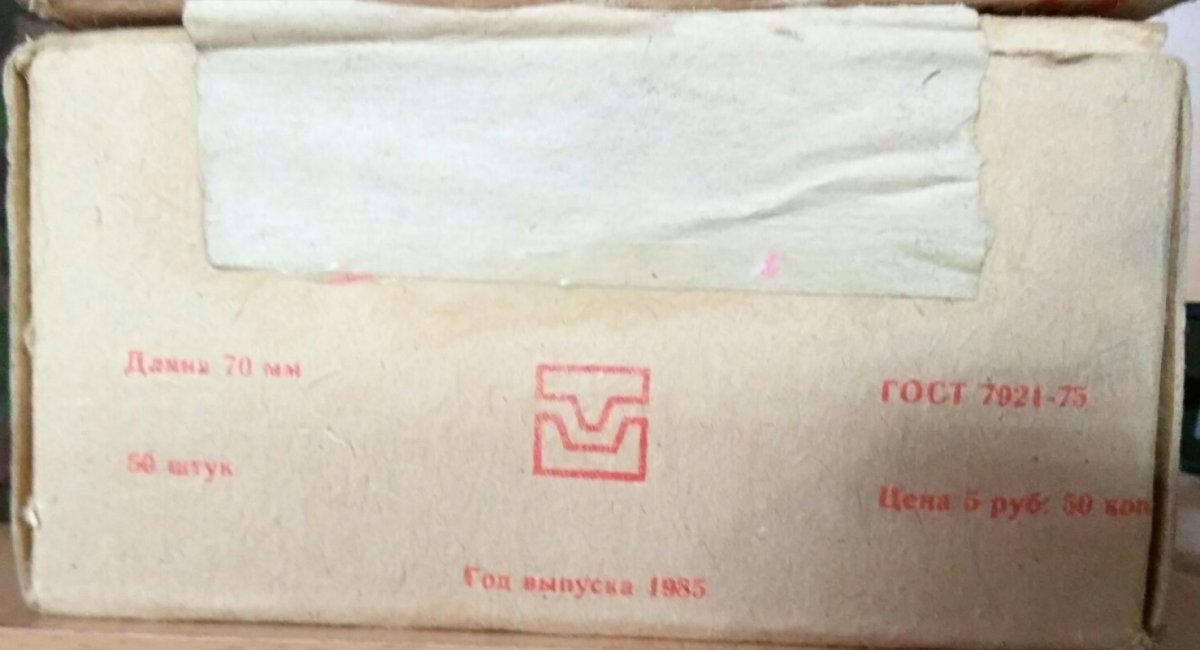 Длина 70 мм
50 штук
ГОСТ 7921-75
Цена 5 руб. 50 коп
Год выпуска 1985